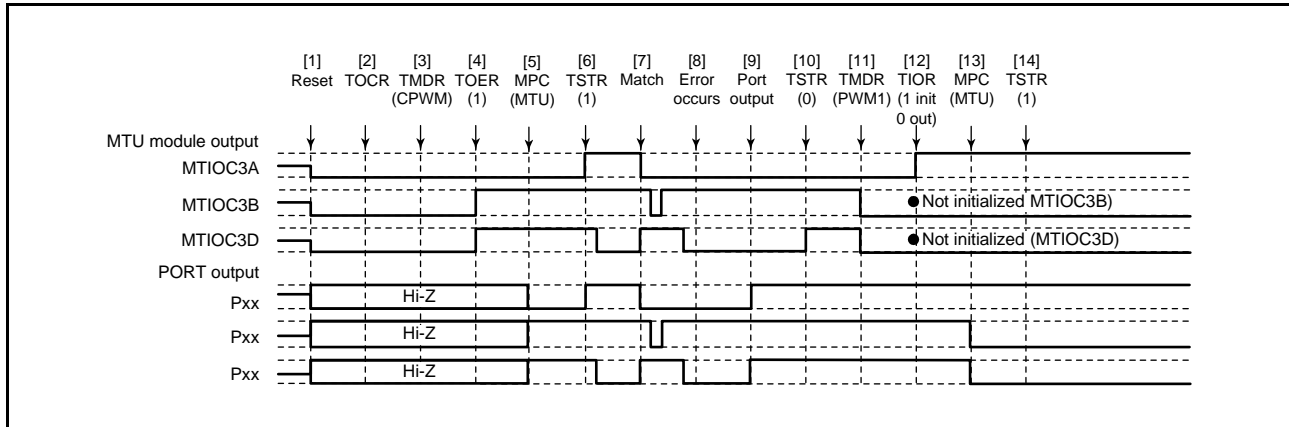 [1] [2] [3] [4] [5] [6] [7] [8] [9] [10] [11] [12] [13] [14]
Reset TOCR TMDR TOER MPC TSTR Match Error Port TSTR TMDR TIOR MPC TSTR
(CPWM) (1) (MTU) (1) occurs output (0) (PWM1) (1 init (MTU) (1)
0 out)
MTU module output
MTIOC3A
MTIOC3B ● Not initialized MTIOC3B)
MTIOC3D ● Not initialized (MTIOC3D)
PORT output
Pxx Hi-Z
Pxx Hi-Z
Pxx Hi-Z